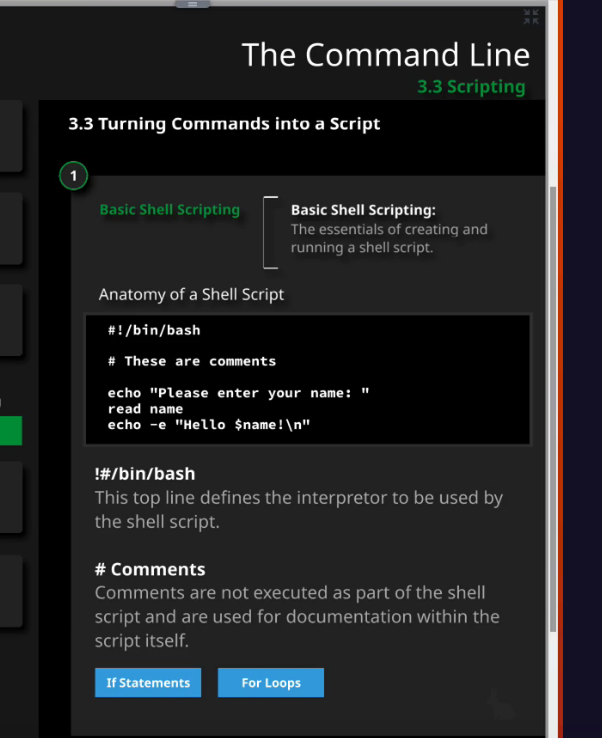 The Command Line
3.3 Scripting
3.3 Turning Commands into a Script
1
Basic Shell Scripting
Basic Shell Scripting:
The essentials of creating and
running a shell script.
Anatomy of a Shell Script
#!/bin/bash
# These are comments
echo "Please enter your name: "
read name
echo -e "Hello $name!\n"
!#/bin/bash
This top line defines the interpretor to be used by
the shell script.
# Comments
Comments are not executed as part of the shell
script and are used for documentation within the
script itself.
If Statements
For Loops